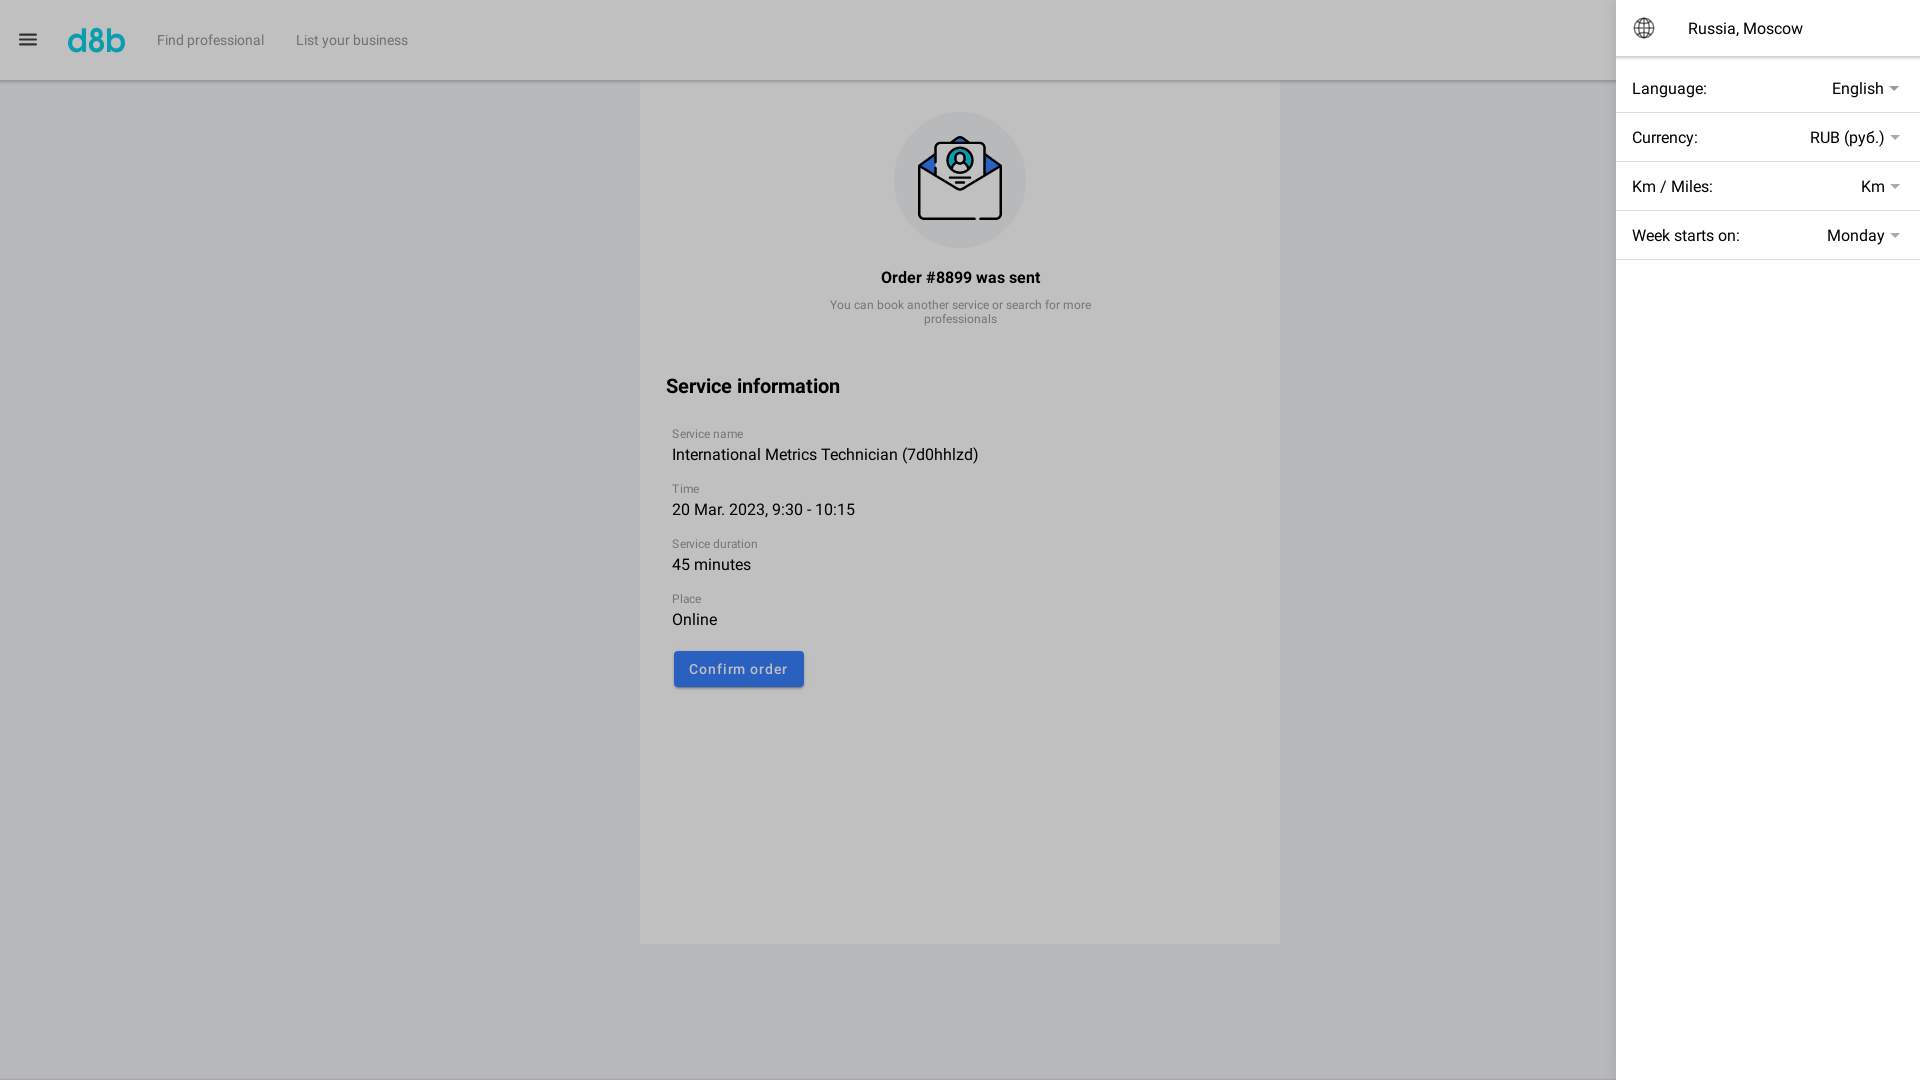 d8b
Find professional
List your business
Russia, Moscow
Language:
English
Currency:
RUB (руб.)
Km / Miles:
Km
Week starts on:
Monday
Order #8899 was sent
You can book another service or search for more
professionals
Service information
Service name
International Metrics Technician (7d0hhlzd)
Time
20 Mar. 2023, 9:30 - 10:15
Service duration
45 minutes
Place
Online
Confirm order